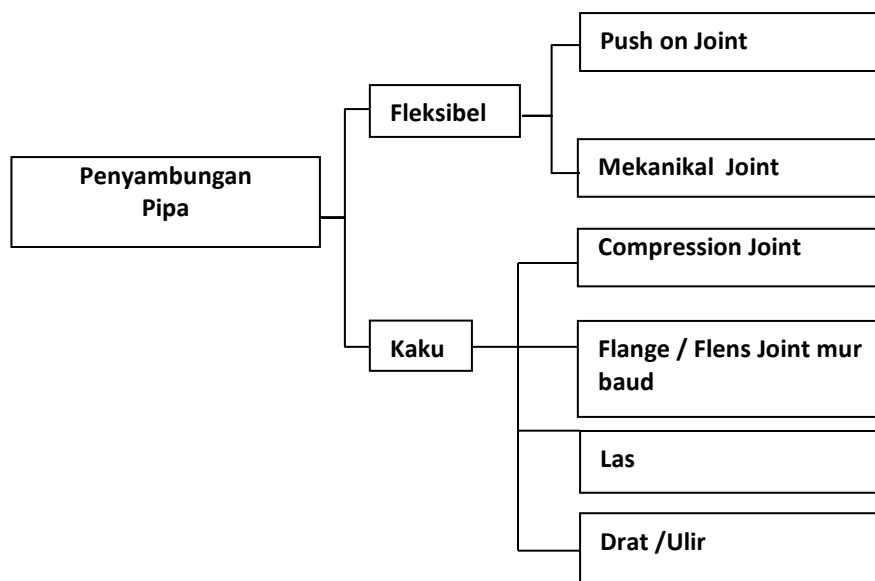 Penyambungan
Pipa
Fleksibel
Push on Joint
Mekanikal Joint
Kaku
Compression Joint
Flange / Flens Joint mur
baud
Las
Drat /Ulir